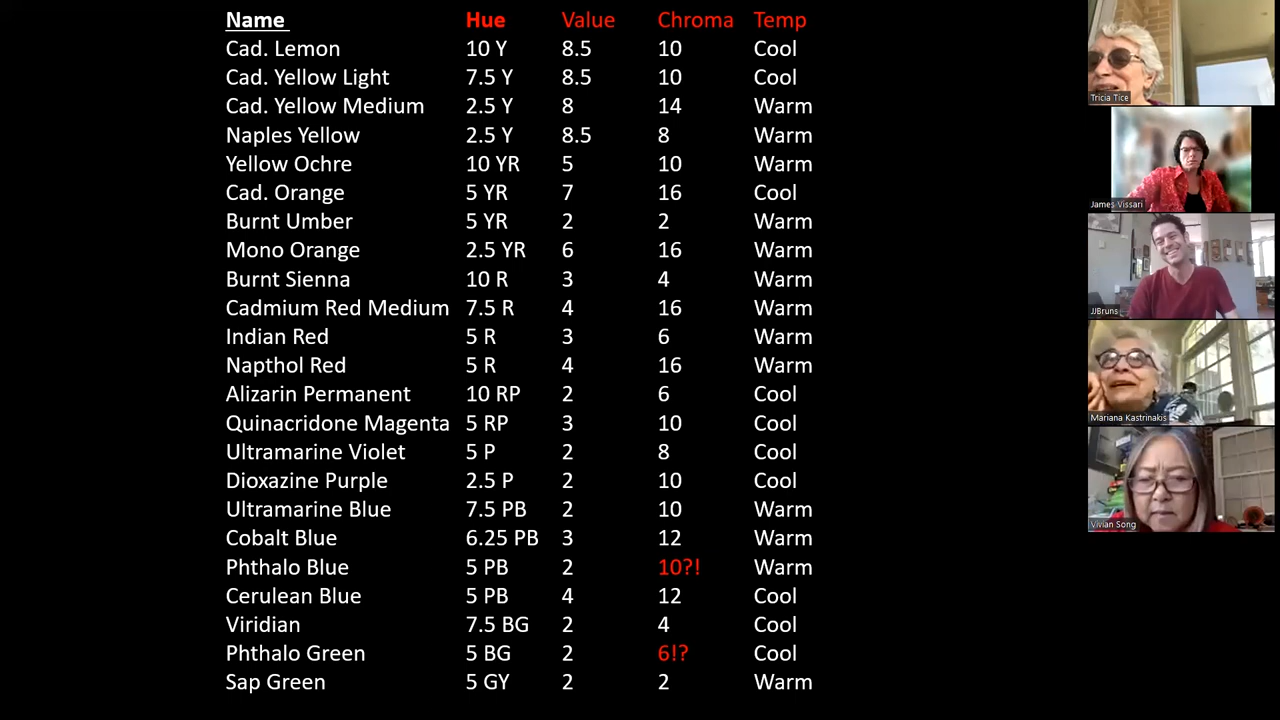 Name Hue Value Chroma Temp
Cad. Lemon 10 Y 8.5 10 Cool
Cad. Yellow Light 7.5 Y 8.5 10 Cool
Cad. Yellow Medium 2.5 Y 8 14 Warm
Naples Yellow 2.5 Y 8.5 8 Warm
Yellow Ochre 10 YR 5 10 Warm
Cad. Orange 5 YR 7 16 Cool
Burnt Umber 5 YR 2 2 Warm
Mono Orange 2.5 YR 6 16 Warm
Burnt Sienna 10 R 3 4 Warm
Cadmium Red Medium 7.5 R 4 16 Warm
Indian Red 5 R 3 6 Warm
Napthol Red 5 R 4 16 Warm
Alizarin Permanent 10 RP 2 6 Cool
Quinacridone Magenta 5 RP 3 10 Cool
Ultramarine Violet 5 P 2 8 Cool
Dioxazine Purple 2.5 P 2 10 Cool
Ultramarine Blue 7.5 PB 2 10 Warm
Cobalt Blue 6.25 PB 3 12 Warm
Phthalo Blue 5 PB 2 10?! Warm
Cerulean Blue 5 PB 4 12 Cool
Viridian 7.5 BG 2 4 Cool
Phthalo Green 5 BG 2 6!? Cool
Sap Green 5 GY 2 2 Warm
Tricia Tice
James Vissari
JJBruns
Mariana Kastrinakis
Vivian Song